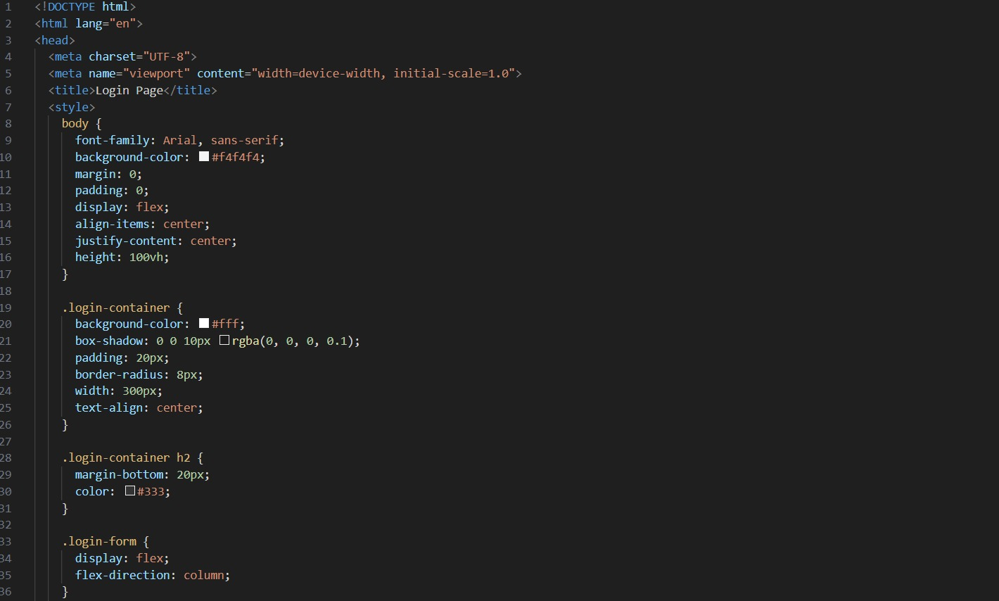 1 <!DOCTYPE html>
2 <html lang="en">
3 <head>
4 <meta charset="UTF-8">
5 <meta name="viewport" content="width=device-width, initial-scale=1.0">
6 <title>Login Page</title>
7 <style>
8 body {
9 font-family: Arial, sans-serif;
10 background-color: #f4f4f4;
11 margin: 0;
12 padding: 0;
13 display: flex;
14 align-items: center;
15 justify-content: center;
16 height: 100vh;
17 }
18
19 .login-container {
20 background-color: #fff;
21 box-shadow: 0 0 10px rgba(0, 0, 0, 0.1);
22 padding: 20px;
23 border-radius: 8px;
24 width: 300px;
25 text-align: center;
26 }
27
28 .login-container h2 {
29 margin-bottom: 20px;
30 color: #333;
31 }
32
33 .login-form {
34 display: flex;
35 flex-direction: column;
36 }